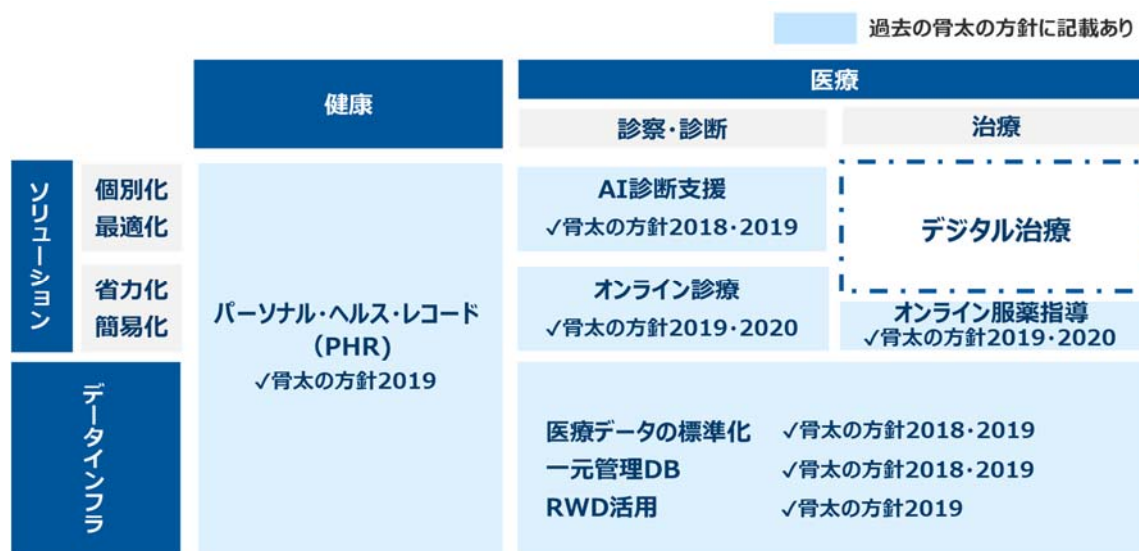 過去の骨太の方針に記載あり
健康
医療
診察・診断
治療
ソリューション
個別化
最適化
省力化
簡易化
データインフラ
パーソナル・ヘルス・レコード
（PHR)
✓骨太の方針2019
AI診断支援
✓骨太の方針2018・2019
オンライン診療
✓骨太の方針2019・2020
デジタル治療
オンライン服薬指導
✓骨太の方針2019・2020
医療データの標準化 ✓骨太の方針2018・2019
一元管理DB ✓骨太の方針2018・2019
RWD活用 ✓骨太の方針2019